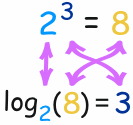 2³ = 8
log₂(8) = 3